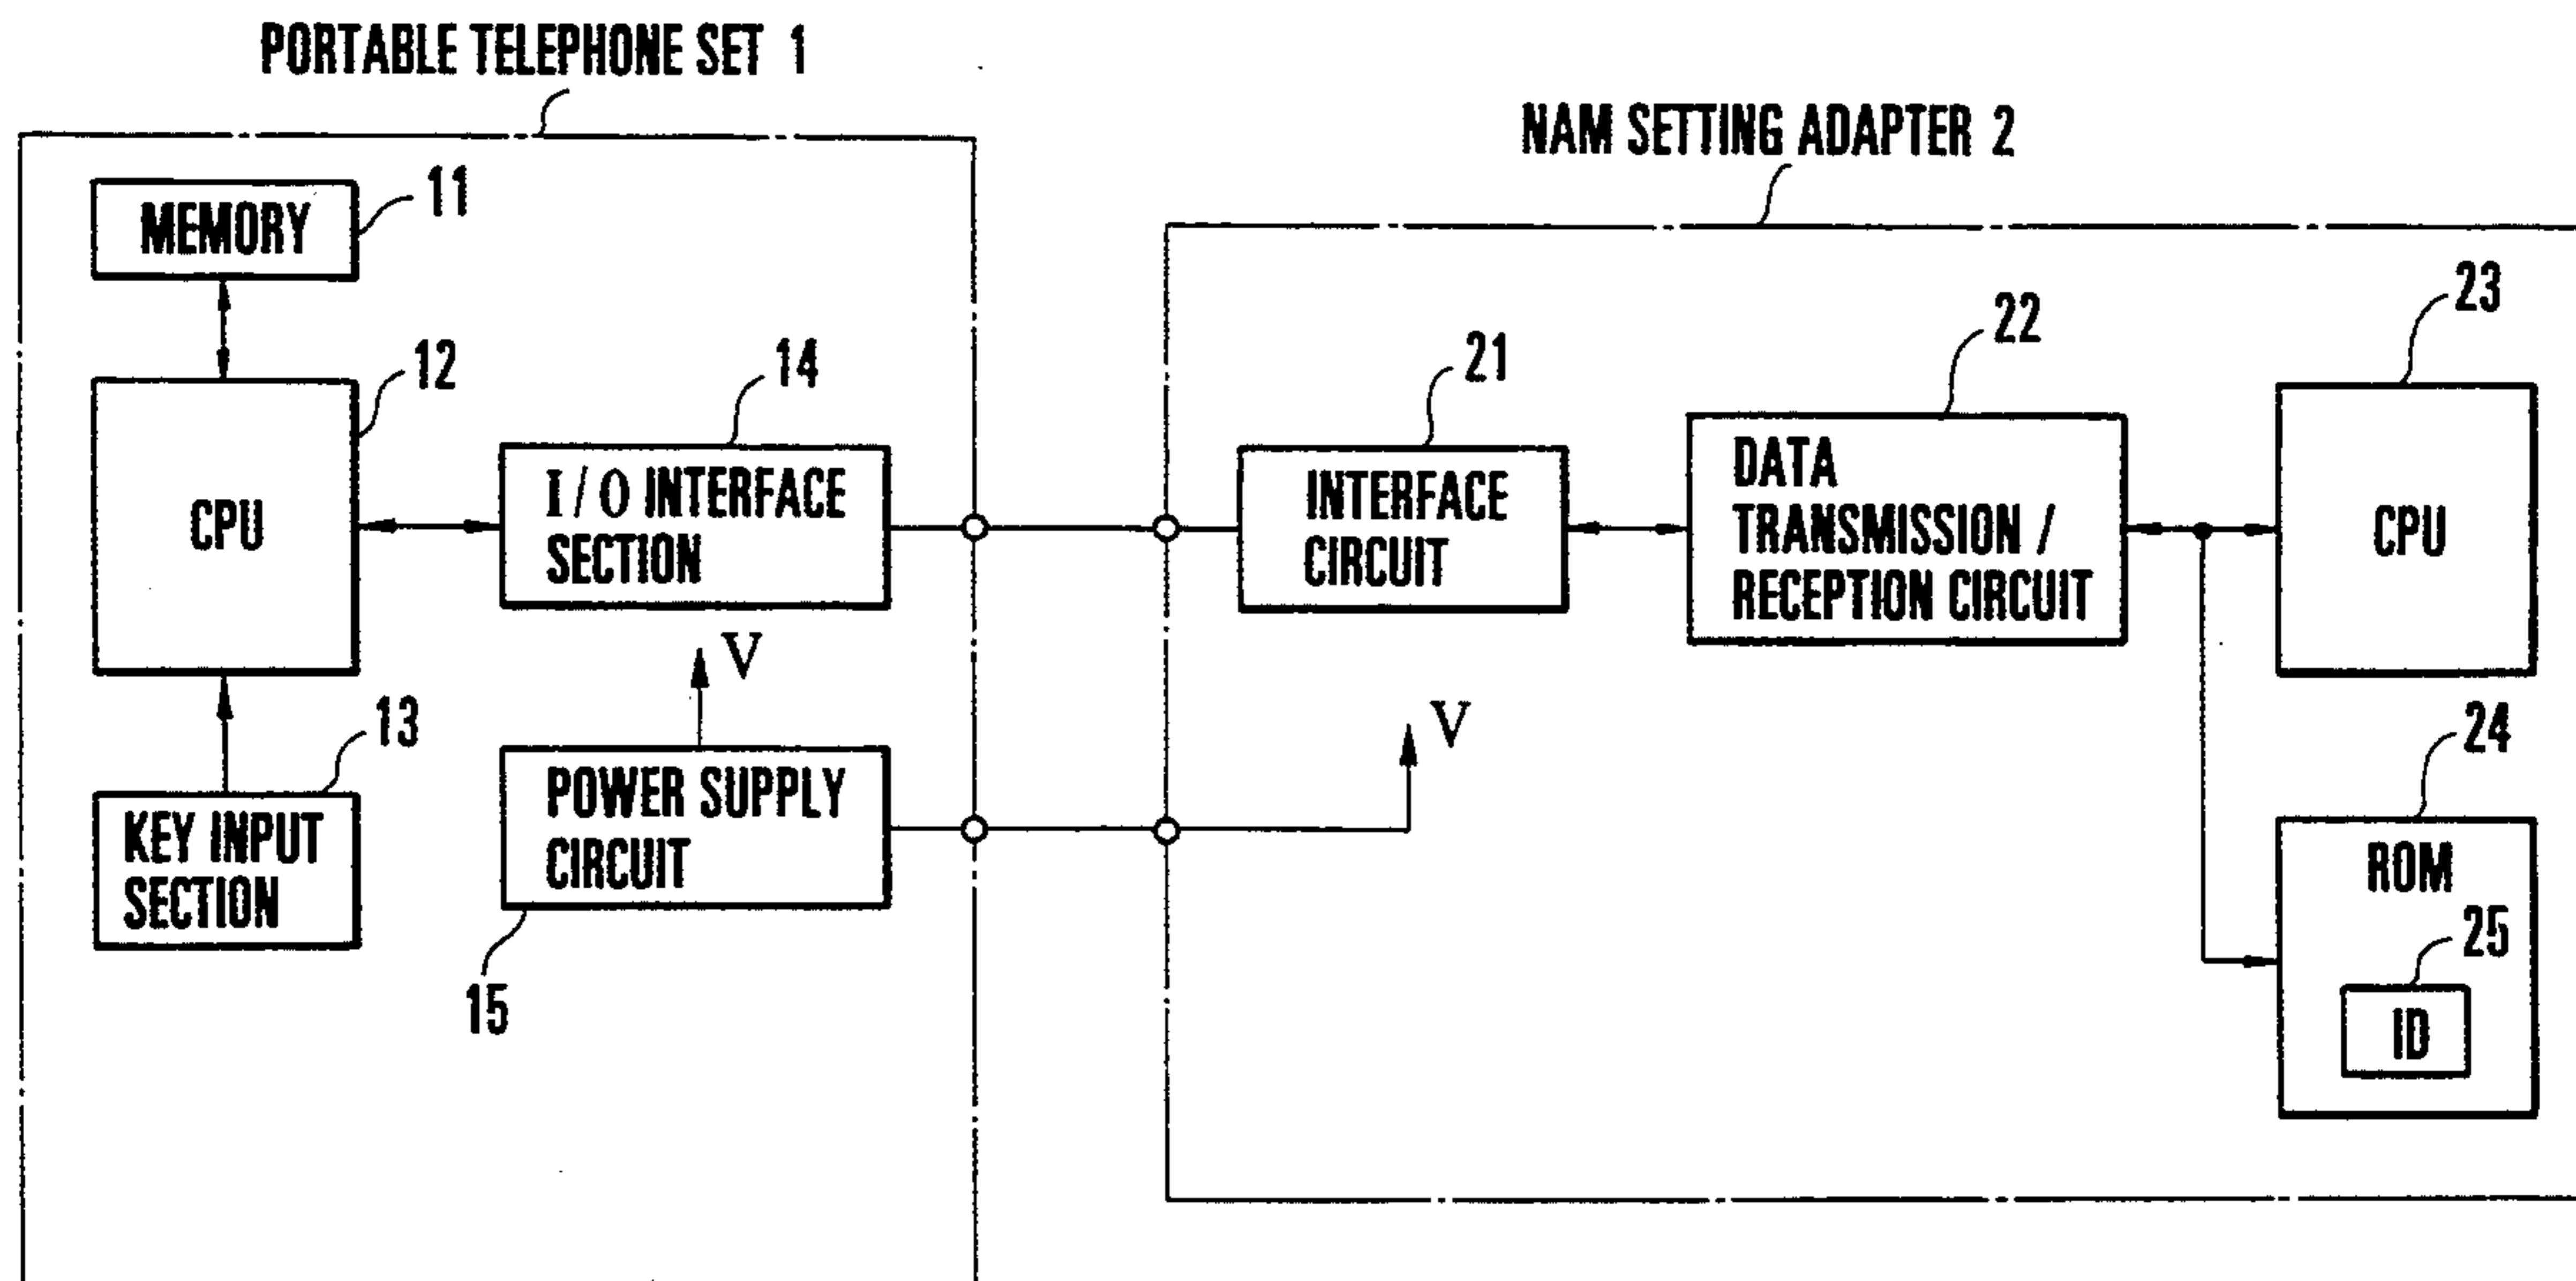 PORTABLE TELEPHONE SET 1
MEMORY
11
CPU
12
KEY INPUT
SECTION
13
I/O INTERFACE
SECTION
14
V
POWER SUPPLY
CIRCUIT
15
NAM SETTING ADAPTER 2
INTERFACE
CIRCUIT
21
V
DATA
TRANSMISSION /
RECEPTION CIRCUIT
22
CPU
23
ROM
24
ID
25